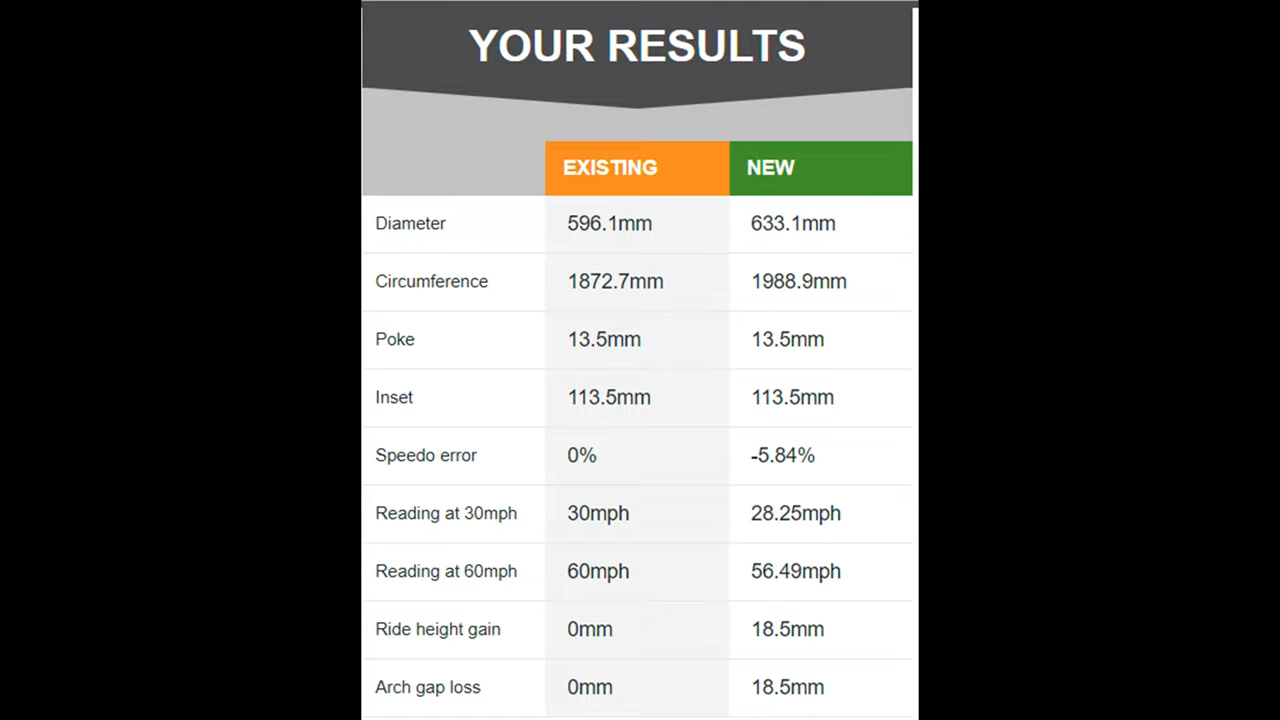 YOUR RESULTS
EXISTING NEW
Diameter 596.1mm 633.1mm
Circumference 1872.7mm 1988.9mm
Poke 13.5mm 13.5mm
Inset 113.5mm 113.5mm
Speedo error 0% -5.84%
Reading at 30mph 30mph 28.25mph
Reading at 60mph 60mph 56.49mph
Ride height gain 0mm 18.5mm
Arch gap loss 0mm 18.5mm